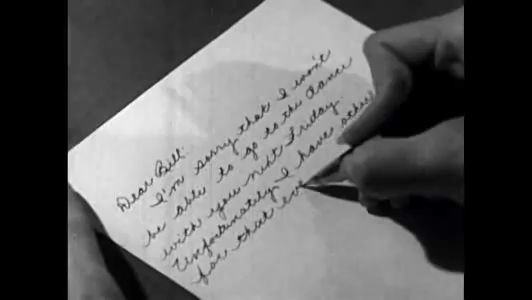 Dear Bill:
I'm sorry that I won't
be able to go to the dance
with you next Friday.
Unfortunately I have other
for that eve